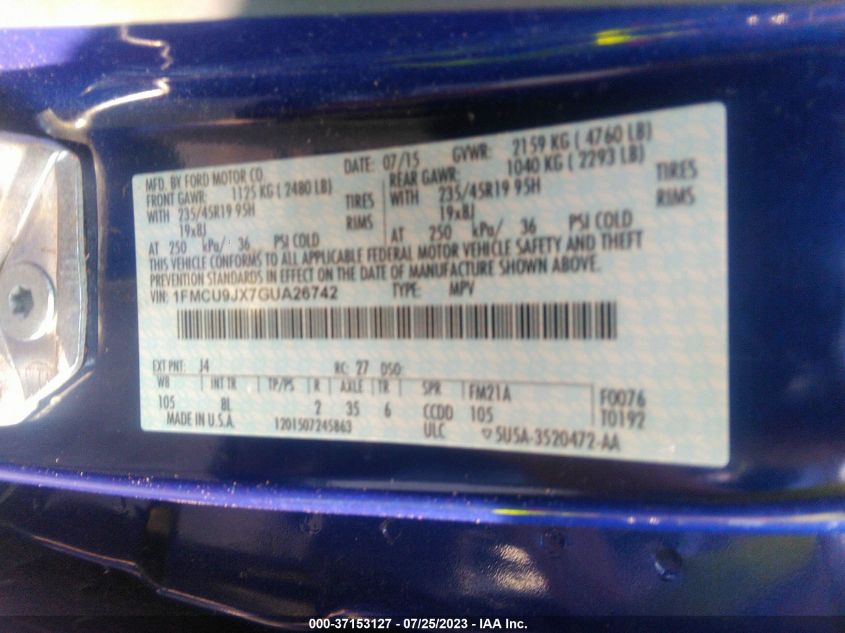 MFD. BY FORD MOTOR CO. DATE: 07/15 GVWR: 2159 KG ( 4760 LB)
FRONT GAWR: 1125 KG ( 2480 LB) REAR GAWR: 1040 KG ( 2293 LB)
WITH 235/45R19 95H TIRES WITH 235/45R19 95H TIRES
19x8J RIMS 19x8J RIMS
AT 250 kPa/ 36 PSI COLD AT 250 kPa/ 36 PSI COLD
THIS VEHICLE CONFORMS TO ALL APPLICABLE FEDERAL MOTOR VEHICLE SAFETY AND THEFT
PREVENTION STANDARDS IN EFFECT ON THE DATE OF MANUFACTURE SHOWN ABOVE.
VIN: 1FMCU9JX7GUA26742 TYPE: MPV
EXT PNT: J4 RC: 27 DSO:
WB INT TR TP/PS R AXLE TR SPR FM21A F0076
105 BL 2 35 6 CCDD 105 T0192
MADE IN U.S.A. 1201507245863 ULC 5U5A-3520472-AA
000-37153127 - 07/25/2023 - IAA Inc.